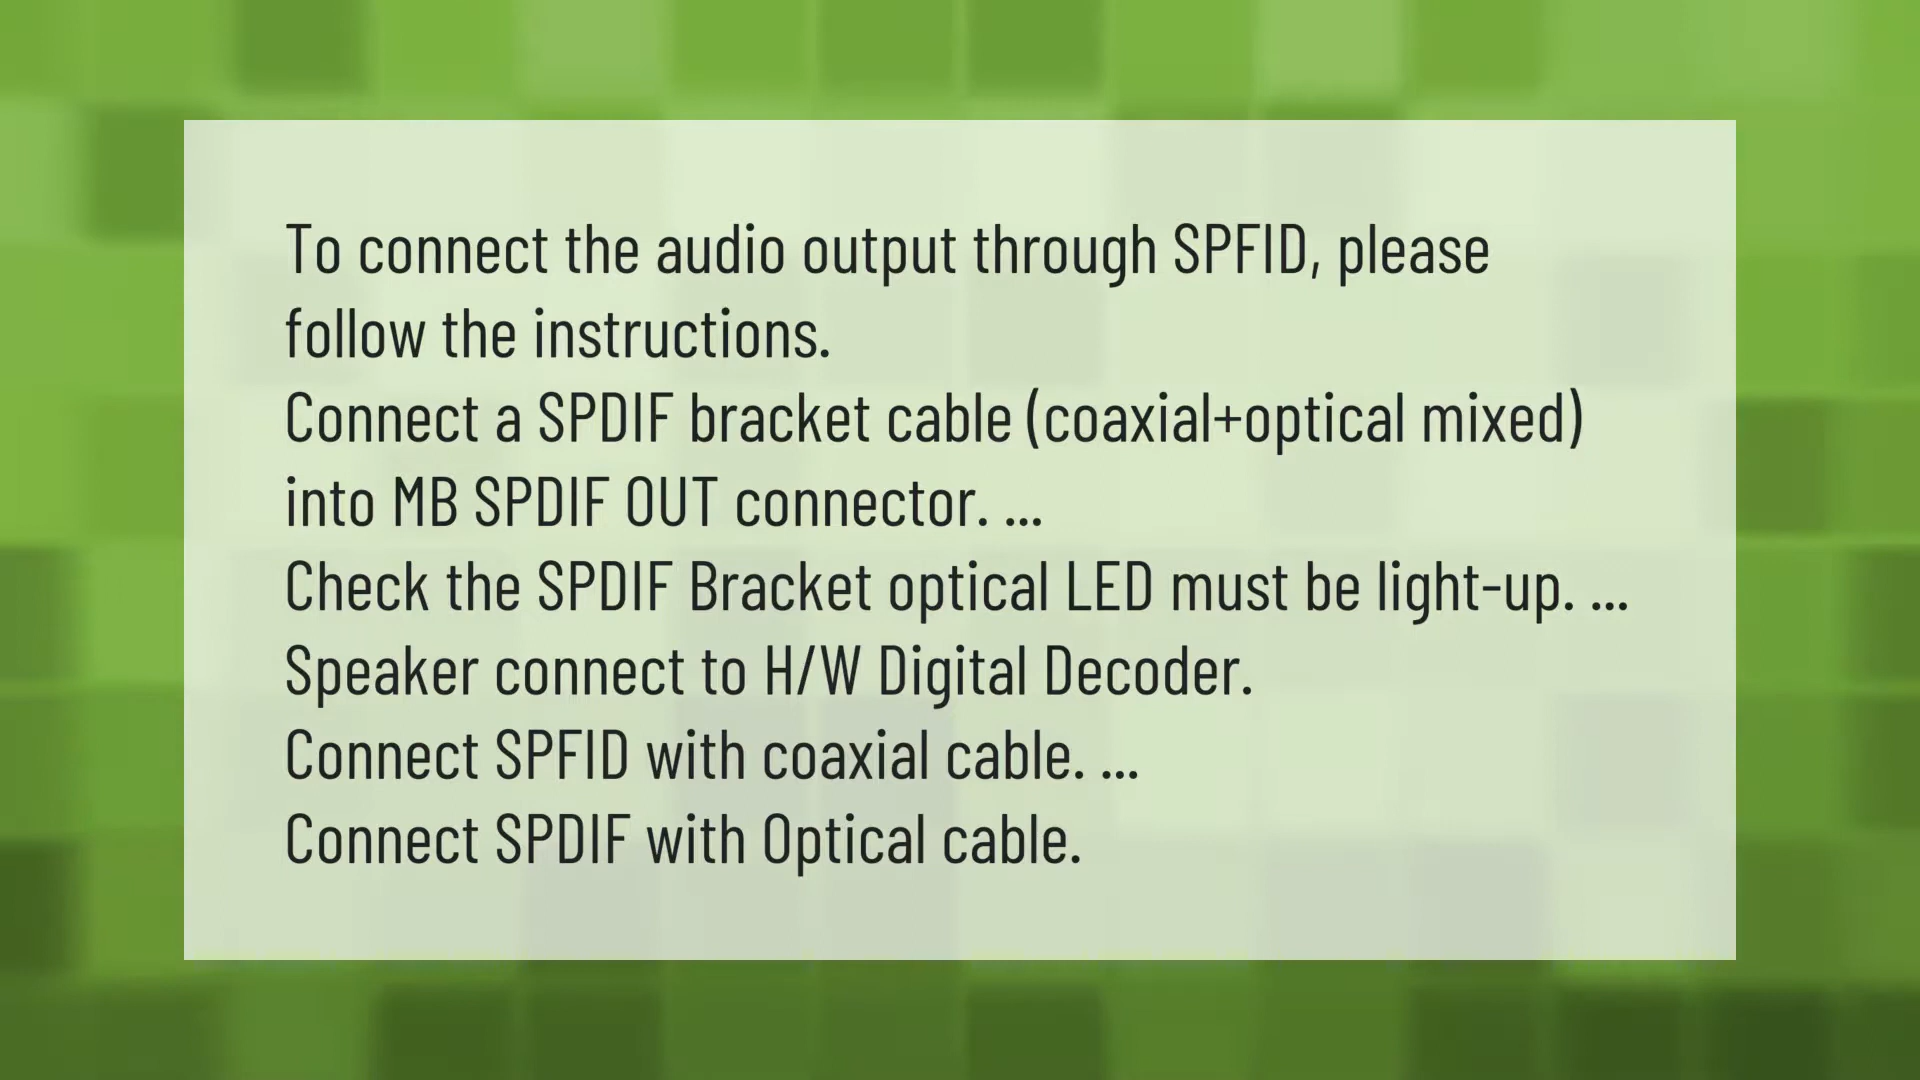 To connect the audio output through SPFID, please
follow the instructions.
Connect a SPDIF bracket cable (coaxial+optical mixed)
into MB SPDIF OUT connector. ...
Check the SPDIF Bracket optical LED must be light-up. ...
Speaker connect to H/W Digital Decoder.
Connect SPFID with coaxial cable. ...
Connect SPDIF with Optical cable.